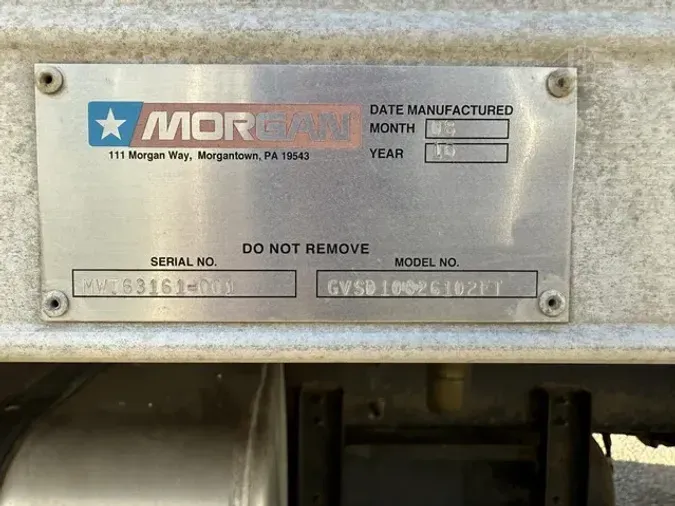 MORGAN
111 Morgan Way, Morgantown, PA 19543
DATE MANUFACTURED
MONTH
YEAR
DO NOT REMOVE
SERIAL NO.
MODEL NO.